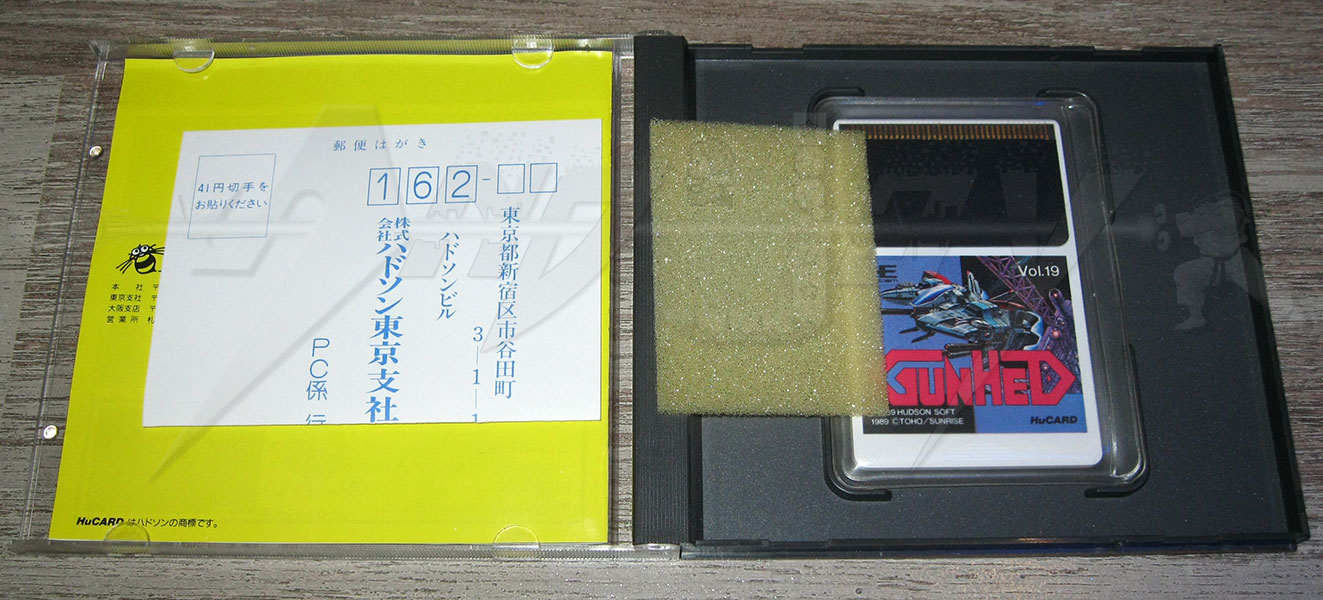 郵便はがき
41円切手を
お貼りください
162-
東京都新宿区市谷田町
3―1―1
ハドソンビル
株式
会社ハドソン東京支社
PC係 行
本 社 〒
東京支社 〒
大阪支店 〒
営業所 札
HuCARDはハドソンの商標です。
Vol.19
GUNHED
HUDSON SOFT
1989 ©TOHO/SUNRISE
HuCARD